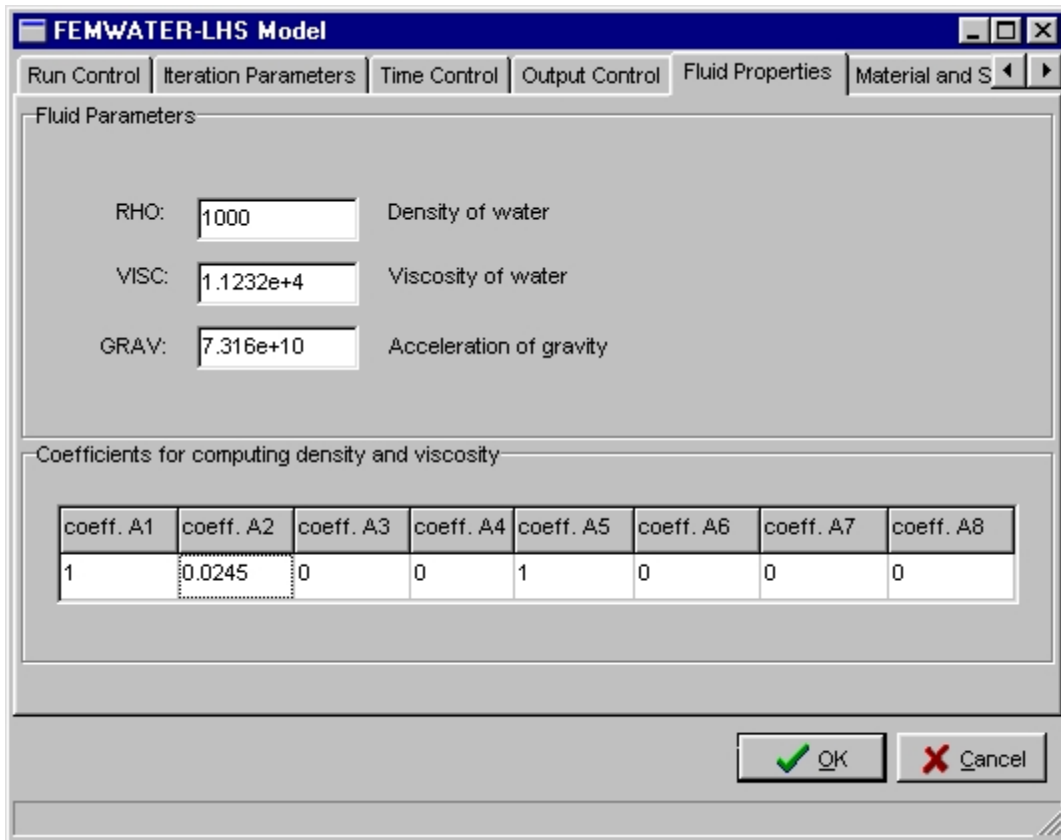 FEMWATER-LHS Model
Run Control Iteration Parameters Time Control Output Control Fluid Properties Material and S
Fluid Parameters
RHO: 1000 Density of water
VISC: 1.1232e+4 Viscosity of water
GRAV: 7.316e+10 Acceleration of gravity
Coefficients for computing density and viscosity
coeff. A1 coeff. A2 coeff. A3 coeff. A4 coeff. A5 coeff. A6 coeff. A7 coeff. A8
1 0.0245 0 0 1 0 0 0
OK Cancel